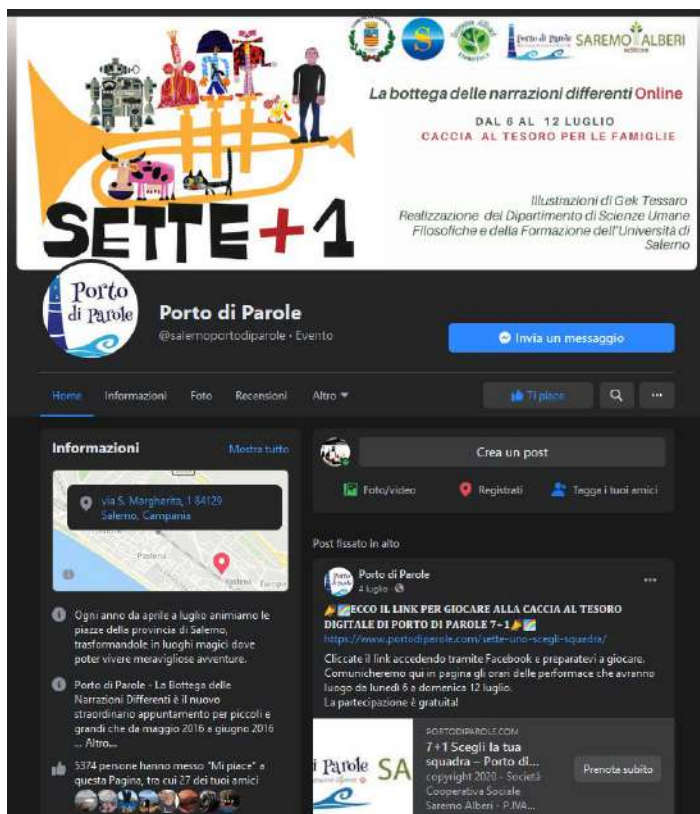 Porto di Parole
SAREMO ALBERI
editore
La bottega delle narrazioni differenti Online
DAL 6 AL 12 LUGLIO
CACCIA AL TESORO PER LE FAMIGLIE
SETTE+1
Illustrazioni di Gek Tessaro
Realizzazione del Dipartimento di Scienze Umane
Filosofiche e della Formazione dell'Università di
Salerno
Porto
di Parole
Porto di Parole
@salernoportodiparole · Evento
Invia un messaggio
Home Informazioni Foto Recensioni Altro
Ti piace
Informazioni
Mostra tutto
via S. Margherita, 1 84129
Salerno, Campania
Pastena
Pastena Europa
Ogni anno da aprile a luglio animiamo le
piazze della provincia di Salerno,
trasformandole in luoghi magici dove
poter vivere meravigliose avventure.
Porto di Parole - La Bottega delle
Narrazioni Differenti è il nuovo
straordinario appuntamento per piccoli e
grandi che da maggio 2016 a giugno 2016
... Altro...
5374 persone hanno messo "Mi piace" a
questa Pagina, tra cui 27 dei tuoi amici
Crea un post
Foto/video Registrati Tagga i tuoi amici
Post fissato in alto
Porto di Parole
4 luglio
ECCO IL LINK PER GIOCARE ALLA CACCIA AL TESORO
DIGITALE DI PORTO DI PAROLE 7+1
https://www.portodiparole.com/sette-uno-scegli-squadra/
Cliccate il link accedendo tramite Facebook e preparatevi a giocare.
Comunicheremo qui in pagina gli orari delle performace che avranno
luogo da lunedì 6 a domenica 12 luglio.
La partecipazione è gratuita!
i Parole SA
PORTODIPAROLE.COM
7+1 Scegli la tua
squadra – Porto di...
copyright 2020 - Società
Cooperativa Sociale
Saremo Alberi - P.IVA...
Prenota subito